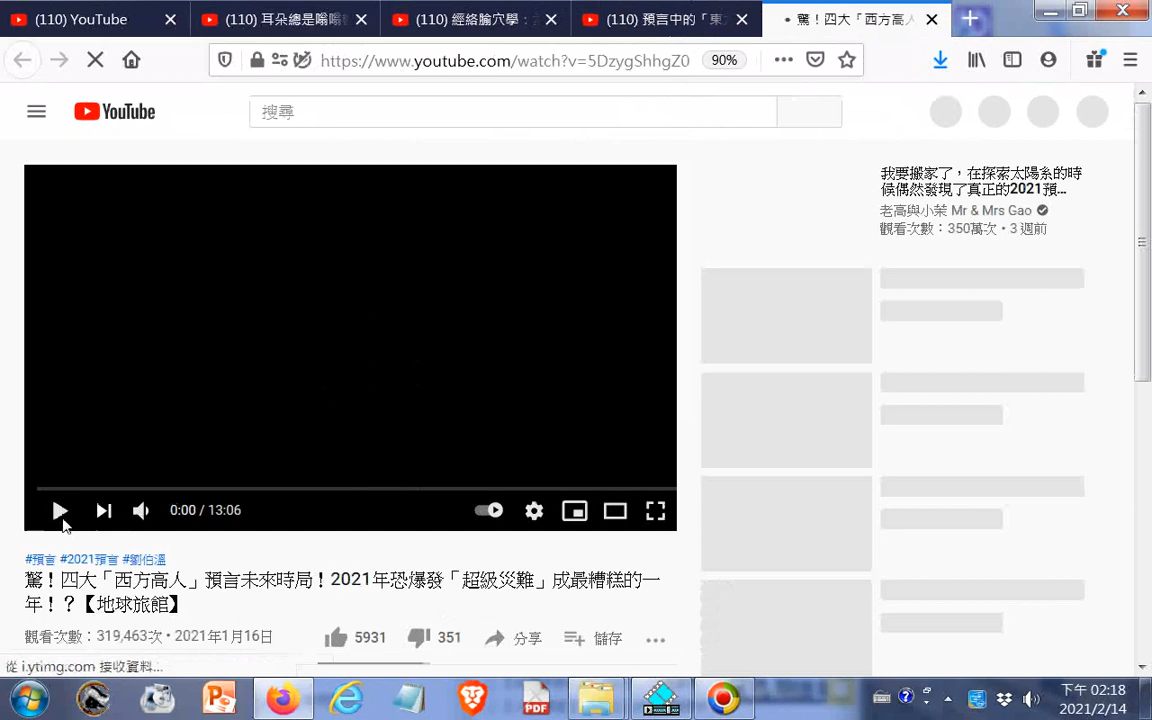 (110) YouTube
(110) 耳朵總是嗡嗡
(110) 經絡腧穴學：
(110) 預言中的「東
驚！四大「西方高人
https://www.youtube.com/watch?v=5DzygShhgZ0
90%
YouTube
搜尋
我要搬家了，在探索太陽系的時
候偶然發現了真正的2021預...
老高與小茉 Mr & Mrs Gao
觀看次數：350萬次・3 週前
0:00 / 13:06
#預言 #2021預言 #劉伯溫
驚！四大「西方高人」預言未來時局！2021年恐爆發「超級災難」成最糟糕的一
年！？【地球旅館】
觀看次數：319,463次・2021年1月16日
5931
351
分享
儲存
從 i.ytimg.com 接收資料...
PDF
下午 02:18
2021/2/14